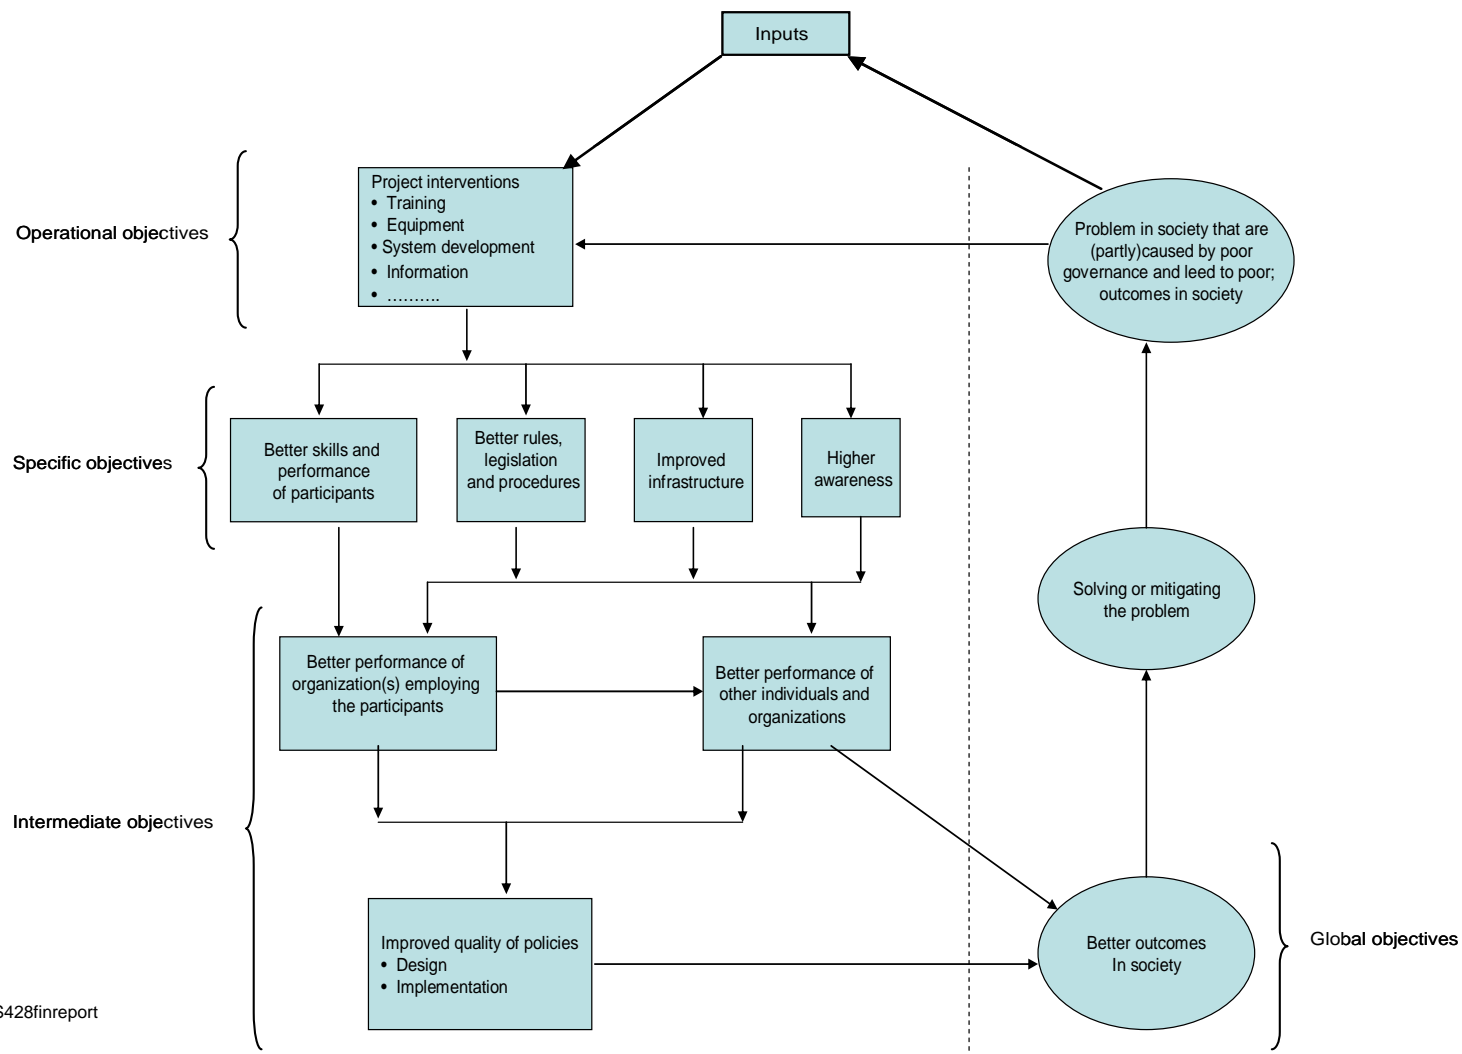 Inputs
Operational objectives
Project interventions
• Training
• Equipment
• System development
• Information
• ..........
Problem in society that are
(partly)caused by poor
governance and leed to poor;
outcomes in society
Specific objectives
Better skills and
performance
of participants
Better rules,
legislation
and procedures
Improved
infrastructure
Higher
awareness
Solving or mitigating
the problem
Intermediate objectives
Better performance of
organization(s) employing
the participants
Better performance of
other individuals and
organizations
Improved quality of policies
• Design
• Implementation
Better outcomes
In society
Global objectives
428finreport